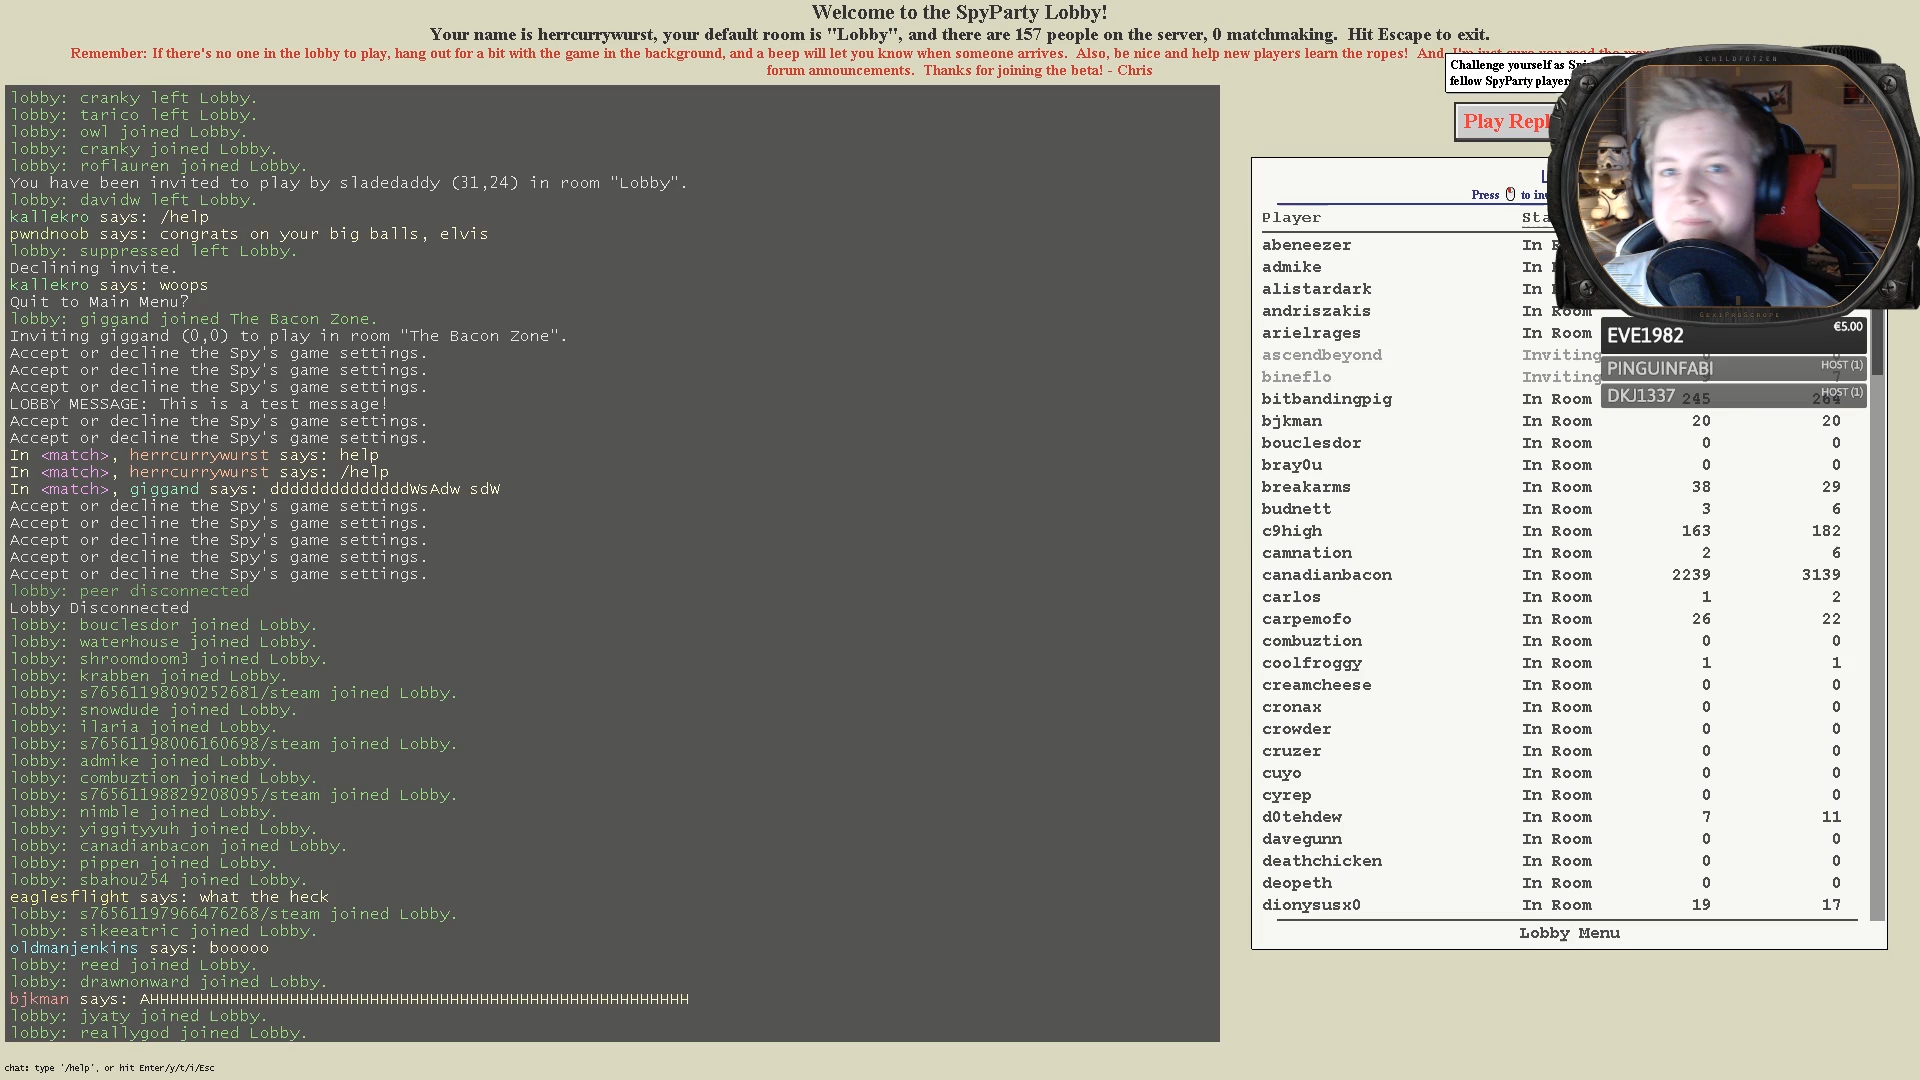 Welcome to the SpyParty Lobby!
Your name is herrcurrywurst, your default room is "Lobby", and there are 157 people on the server, 0 matchmaking.  Hit Escape to exit.
Remember: If there's no one in the lobby to play, hang out for a bit with the game in the background, and a beep will let you know when someone arrives.  Also, be nice and help new players learn the ropes!  And, I'm just sure you read the
forum announcements.  Thanks for joining the beta! - Chris
lobby: cranky left Lobby.
lobby: tarico left Lobby.
lobby: owl joined Lobby.
lobby: cranky joined Lobby.
lobby: roflauren joined Lobby.
You have been invited to play by sladedaddy (31,24) in room "Lobby".
lobby: davidw left Lobby.
kallekro says: /help
pwndnoob says: congrats on your big balls, elvis
lobby: suppressed left Lobby.
Declining invite.
kallekro says: woops
Quit to Main Menu?
lobby: giggand joined The Bacon Zone.
Inviting giggand (0,0) to play in room "The Bacon Zone".
Accept or decline the Spy's game settings.
Accept or decline the Spy's game settings.
Accept or decline the Spy's game settings.
LOBBY MESSAGE: This is a test message!
Accept or decline the Spy's game settings.
Accept or decline the Spy's game settings.
In <match>, herrcurrywurst says: help
In <match>, herrcurrywurst says: /help
In <match>, giggand says: ddddddddddddddWsAdw sdW
Accept or decline the Spy's game settings.
Accept or decline the Spy's game settings.
Accept or decline the Spy's game settings.
Accept or decline the Spy's game settings.
Accept or decline the Spy's game settings.
lobby: peer disconnected
Lobby Disconnected
lobby: bouclesdor joined Lobby.
lobby: waterhouse joined Lobby.
lobby: shroomdoom3 joined Lobby.
lobby: krabben joined Lobby.
lobby: s76561198090252681/steam joined Lobby.
lobby: snowdude joined Lobby.
lobby: ilaria joined Lobby.
lobby: s76561198006160698/steam joined Lobby.
lobby: admike joined Lobby.
lobby: combuztion joined Lobby.
lobby: s76561198829208095/steam joined Lobby.
lobby: nimble joined Lobby.
lobby: yiggityyuh joined Lobby.
lobby: canadianbacon joined Lobby.
lobby: pippen joined Lobby.
lobby: sbahou254 joined Lobby.
eaglesflight says: what the heck
lobby: s76561197966476268/steam joined Lobby.
lobby: sikeeatric joined Lobby.
oldmanjenkins says: booooo
lobby: reed joined Lobby.
lobby: drawnonward joined Lobby.
bjkman says: AHHHHHHHHHHHHHHHHHHHHHHHHHHHHHHHHHHHHHHHHHHHHHHHHHHHHHH
lobby: jyaty joined Lobby.
lobby: reallygod joined Lobby.
chat: type '/help', or hit Enter/y/t/i/Esc
Challenge yourself as
fellow SpyParty
Play
Press to
Player
abeneezer In
admike In
alistardark In
andriszakis In Room
arielrages In Room
ascendbeyond Inviting
bineflo Inviting 7
bitbandingpig In Room 245 264
bjkman In Room 20 20
bouclesdor In Room 0 0
bray0u In Room 0 0
breakarms In Room 38 29
budnett In Room 3 6
c9high In Room 163 182
camnation In Room 2 6
canadianbacon In Room 2239 3139
carlos In Room 1 2
carpemofo In Room 26 22
combuztion In Room 0 0
coolfroggy In Room 1 1
creamcheese In Room 0 0
cronax In Room 0 0
crowder In Room 0 0
cruzer In Room 0 0
cuyo In Room 0 0
cyrep In Room 0 0
d0tehdew In Room 7 11
davegunn In Room 0 0
deathchicken In Room 0 0
deopeth In Room 0 0
dionysusx0 In Room 19 17
Lobby Menu
SCHILDFOTZEN
GEKIPROSCHOPE
EVE1982 €5.00
PINGUINFABI HOST (1)
DKJ1337 HOST (1)